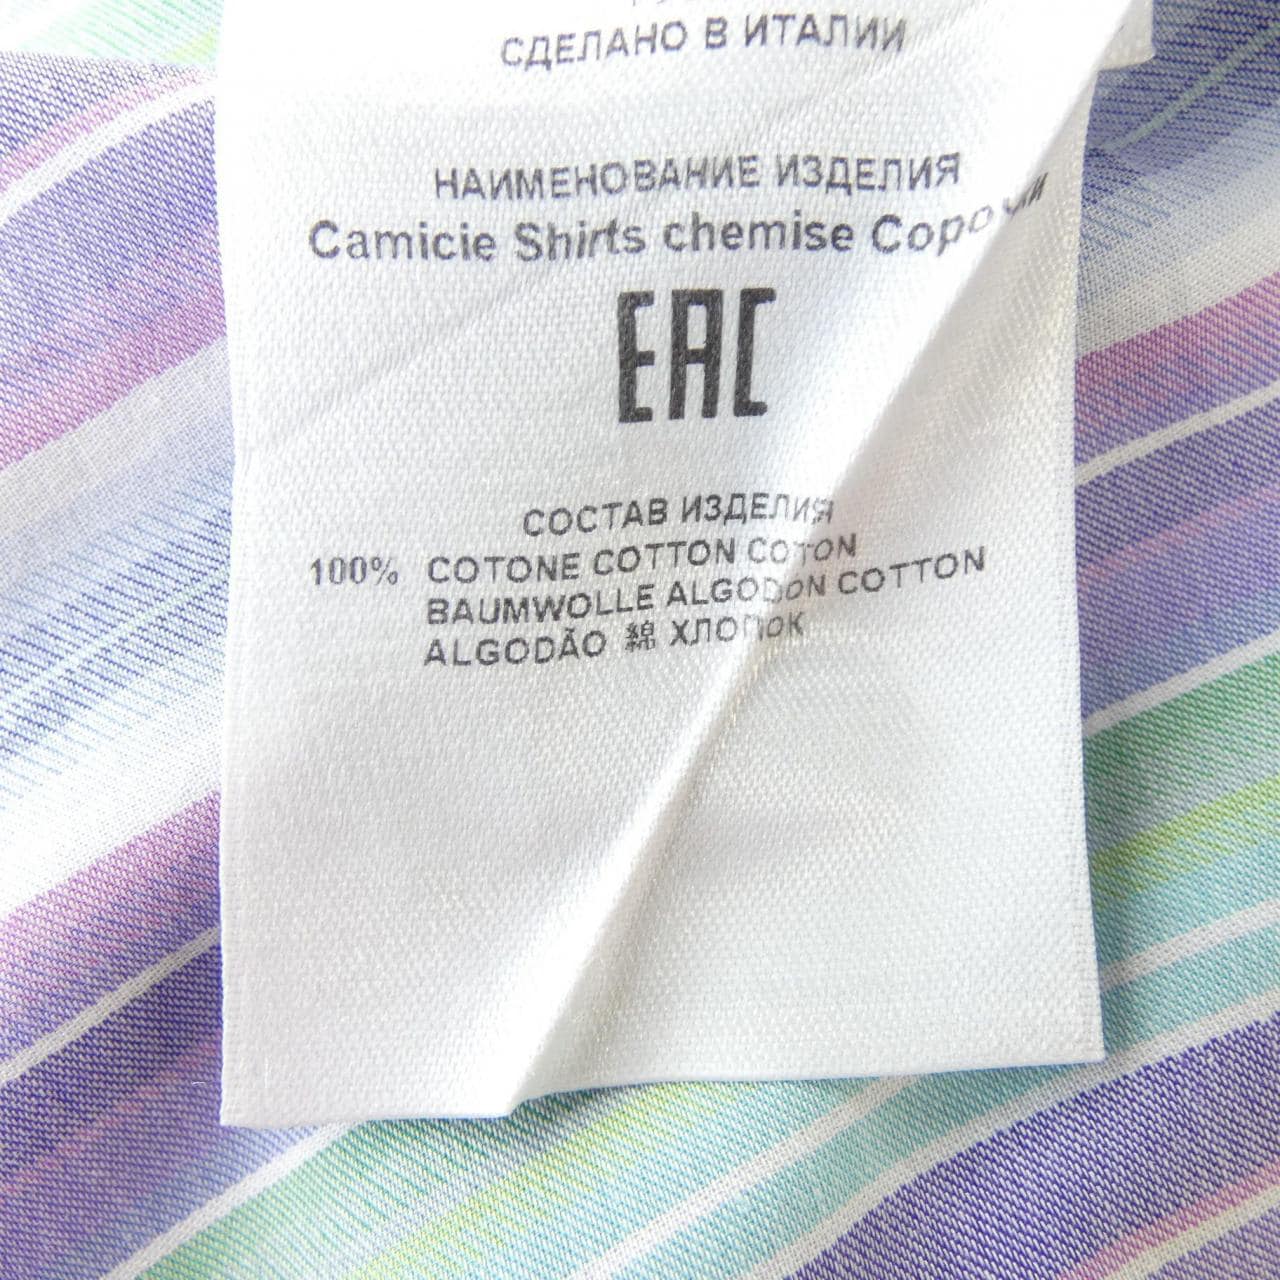 СДЕЛАНО В ИТАЛИИ
НАИМЕНОВАНИЕ ИЗДЕЛИЯ
Camicie Shirts chemise Сорочки
EAC
СОСТАВ ИЗДЕЛИЯ
100% COTONE COTTON COTON
BAUMWOLLE ALGODON COTTON
ALGODÃO 綿 ХЛОПОК